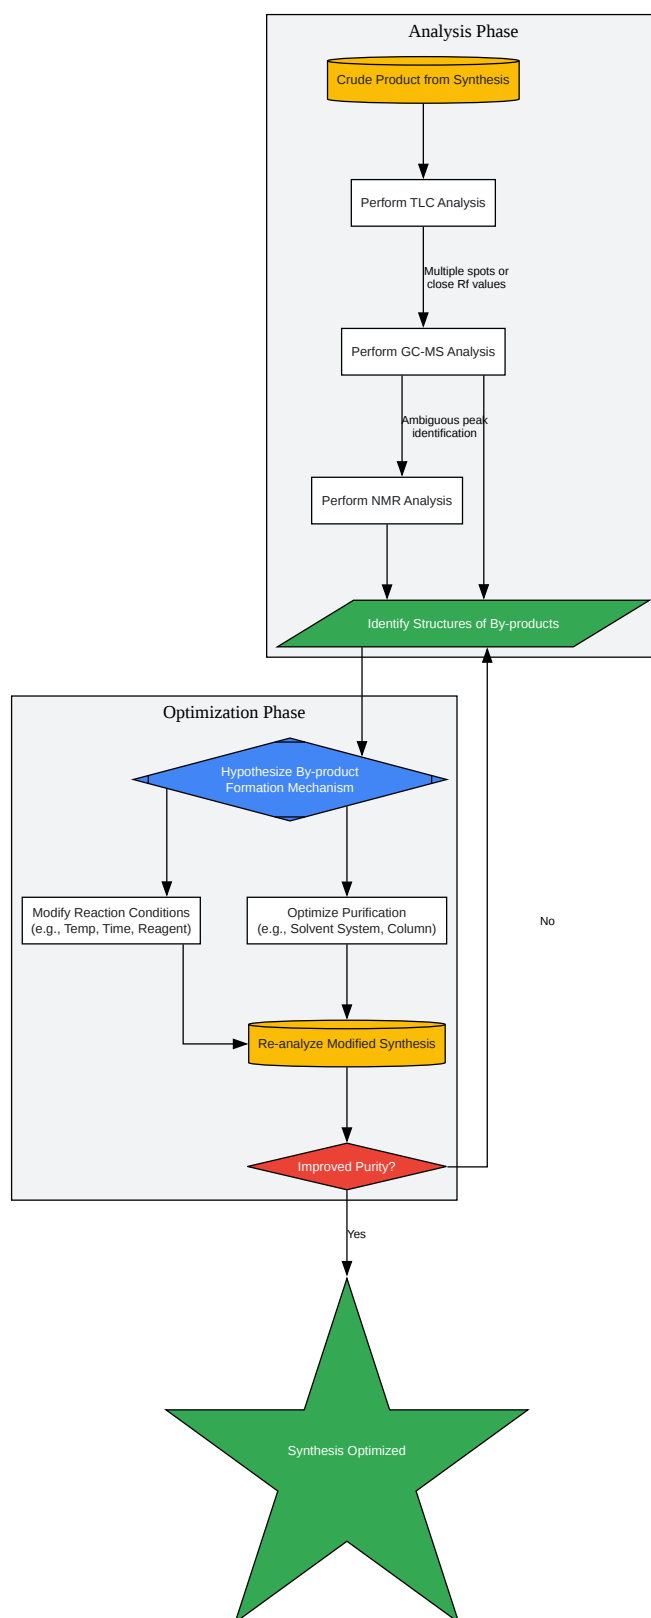 Analysis Phase
Crude Product from Synthesis
Perform TLC Analysis
Multiple spots or
close Rf values
Perform GC-MS Analysis
Ambiguous peak
identification
Perform NMR Analysis
Identify Structures of By-products
Optimization Phase
Hypothesize By-product
Formation Mechanism
Modify Reaction Conditions
(e.g., Temp, Time, Reagent)
Optimize Purification
(e.g., Solvent System, Column)
No
Re-analyze Modified Synthesis
Improved Purity?
Yes
Synthesis Optimized